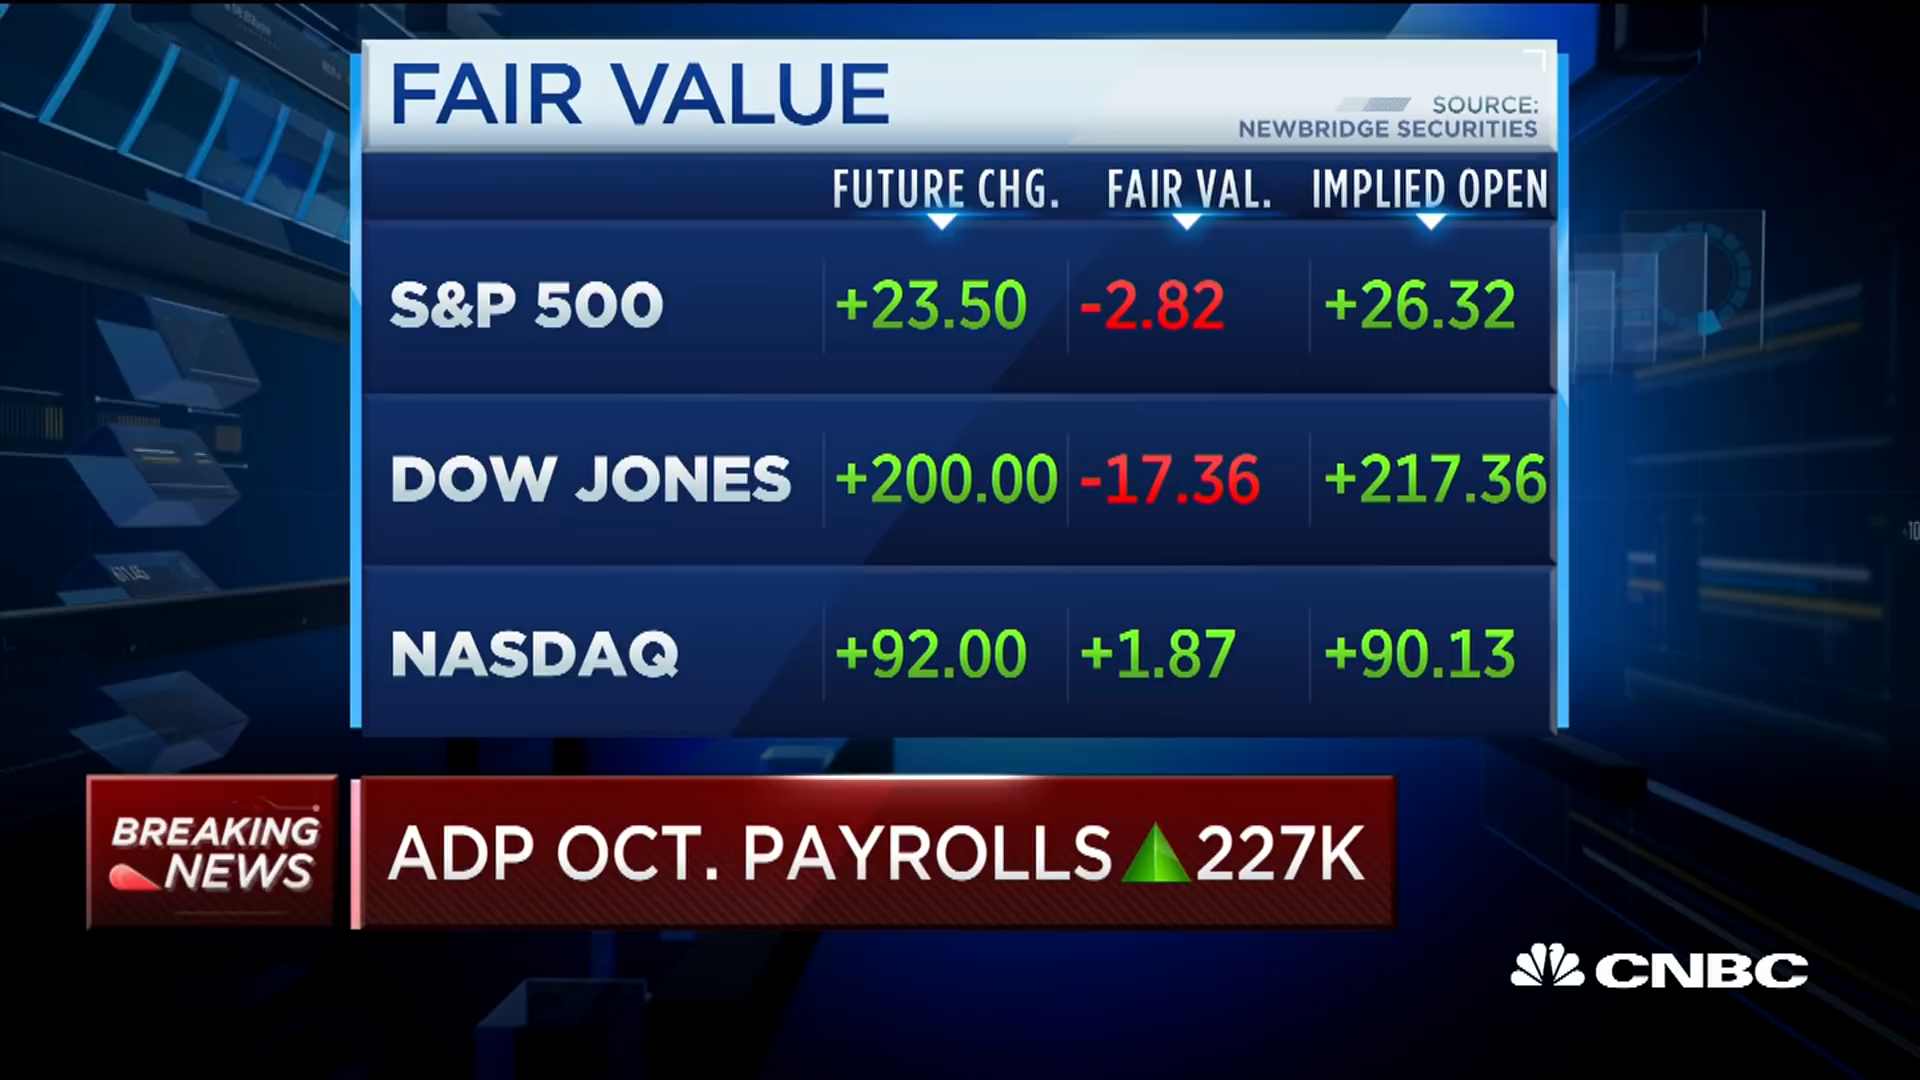 FAIR VALUE
SOURCE:
NEWBRIDGE SECURITIES
FUTURE CHG. FAIR VAL. IMPLIED OPEN
S&P 500 +23.50 -2.82 +26.32
DOW JONES +200.00 -17.36 +217.36
NASDAQ +92.00 +1.87 +90.13
BREAKING
NEWS
ADP OCT. PAYROLLS ▲ 227K
CNBC